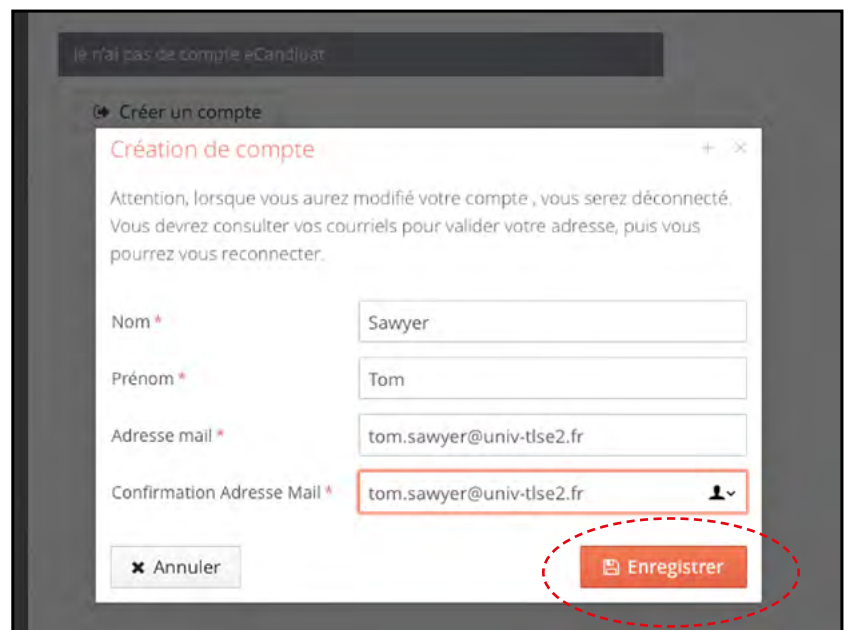 Je n'ai pas de compte eCandidat
Créer un compte
Création de compte
Attention, lorsque vous aurez modifié votre compte , vous serez déconnecté.
Vous devrez consulter vos courriels pour valider votre adresse, puis vous
pourrez vous reconnecter.
Nom * Sawyer
Prénom * Tom
Adresse mail * tom.sawyer@univ-tlse2.fr
Confirmation Adresse Mail * tom.sawyer@univ-tlse2.fr
Annuler Enregistrer